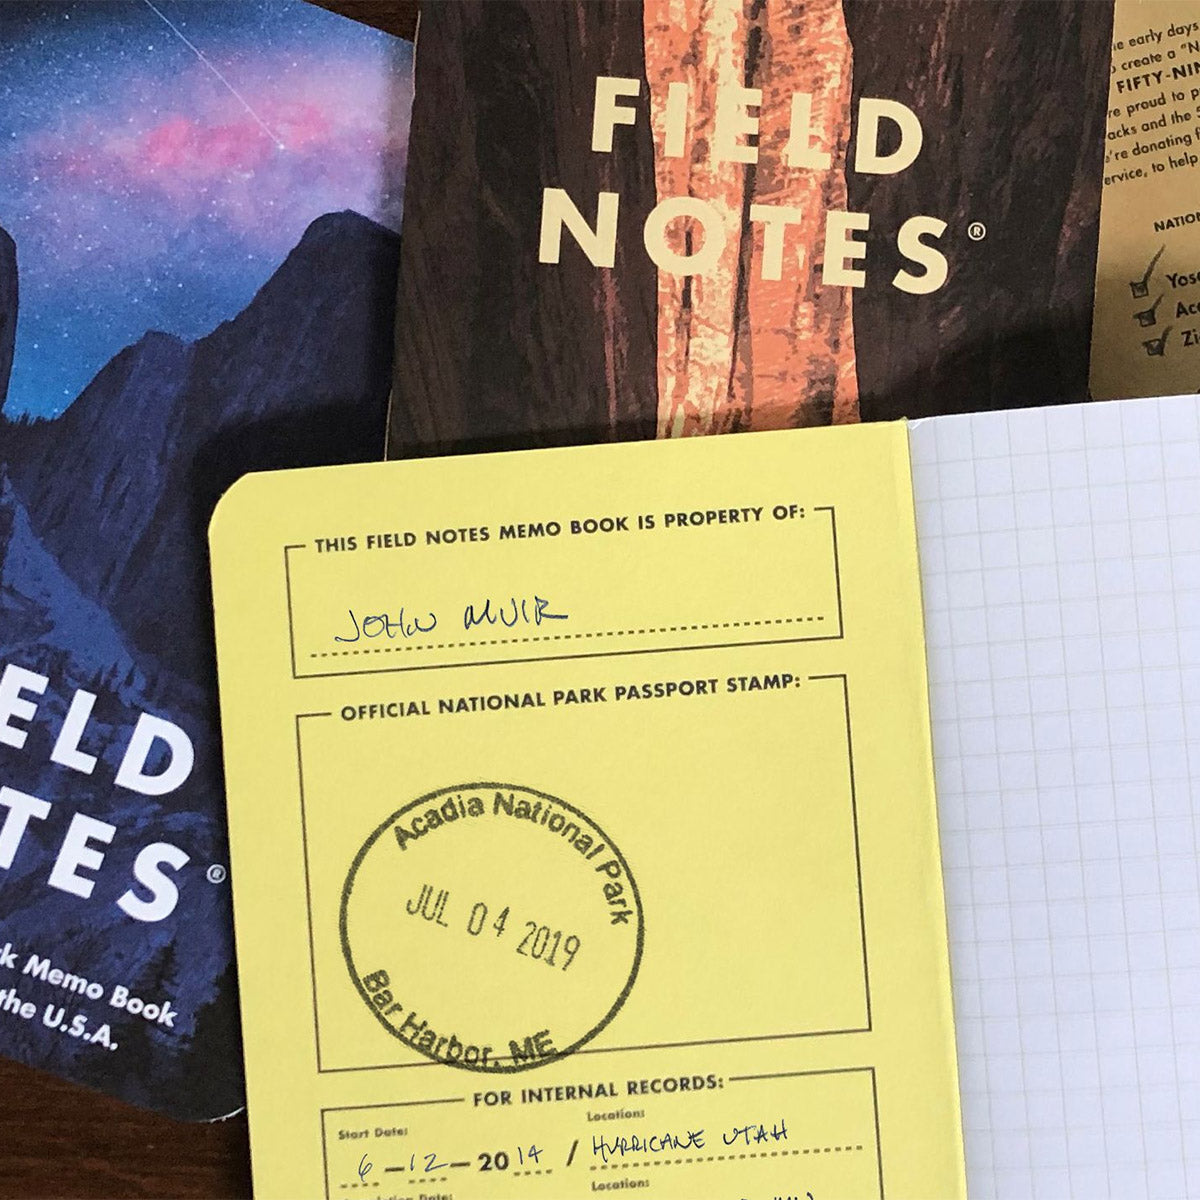 FIELD
NOTES®
e early days
create a "N
FIFTY-NIN
re proud to p
acks and the 5
e're donating t
ervice, to help
NATIO
Yos
Aca
Zi
ELD
TES®
k Memo Book
the U.S.A.
THIS FIELD NOTES MEMO BOOK IS PROPERTY OF:
JOHN MUIR
OFFICIAL NATIONAL PARK PASSPORT STAMP:
Acadia National Park
JUL 04 2019
Bar Harbor, ME
FOR INTERNAL RECORDS:
Start Date: Location:
6-12-2014 / HURRICANE UTAH
Date: Location: